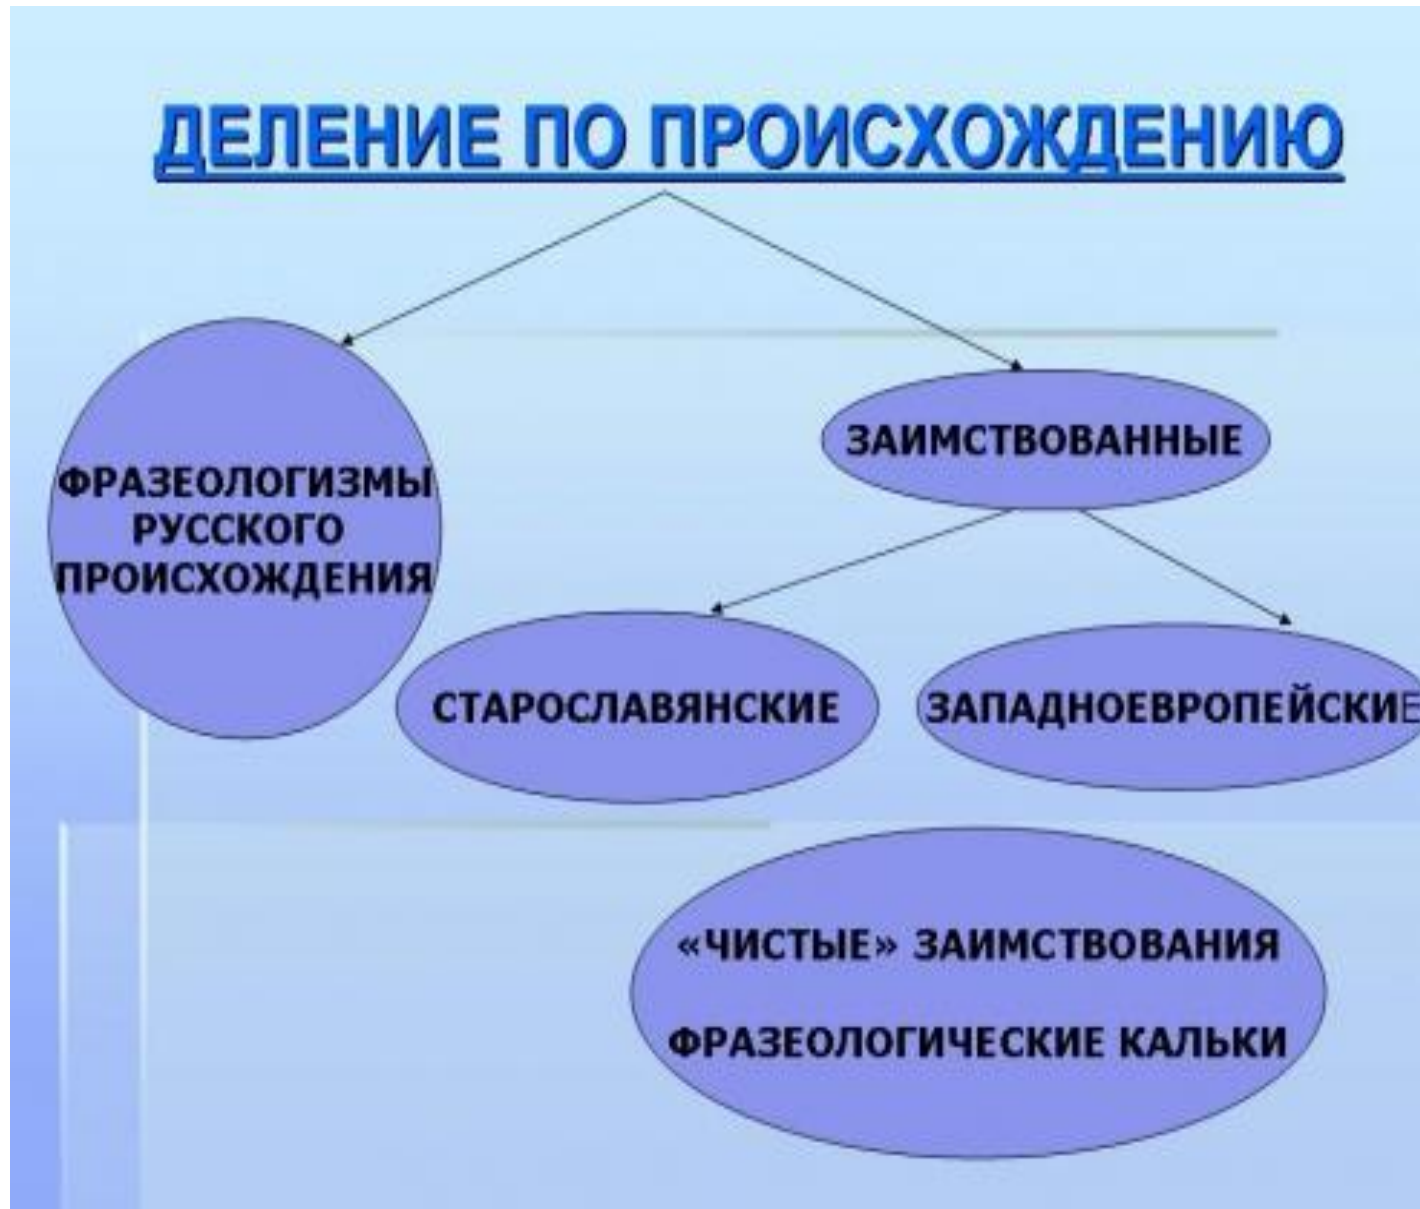 ДЕЛЕНИЕ ПО ПРОИСХОЖДЕНИЮ
ФРАЗЕОЛОГИЗМЫ
РУССКОГО
ПРОИСХОЖДЕНИЯ
ЗАИМСТВОВАННЫЕ
СТАРОСЛАВЯНСКИЕ
ЗАПАДНОЕВРОПЕЙСКИЕ
«ЧИСТЫЕ» ЗАИМСТВОВАНИЯ
ФРАЗЕОЛОГИЧЕСКИЕ КАЛЬКИ